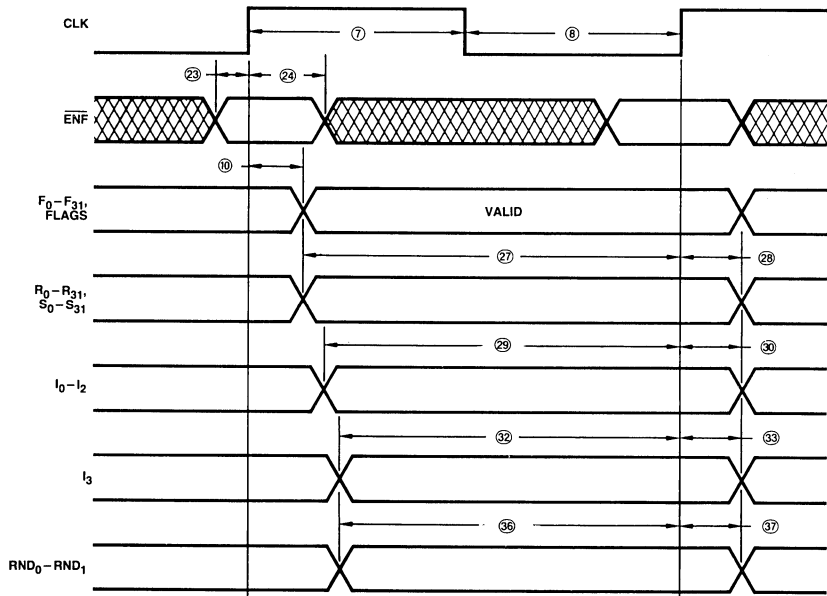 CLK
⑦ ⑧
㉓ ㉔
ENF
⑩
F0–F31,
FLAGS
VALID
㉗ ㉘
R0–R31,
S0–S31
㉙ ㉚
I0–I2
㉜ ㉝
I3
㊱ ㊲
RND0–RND1